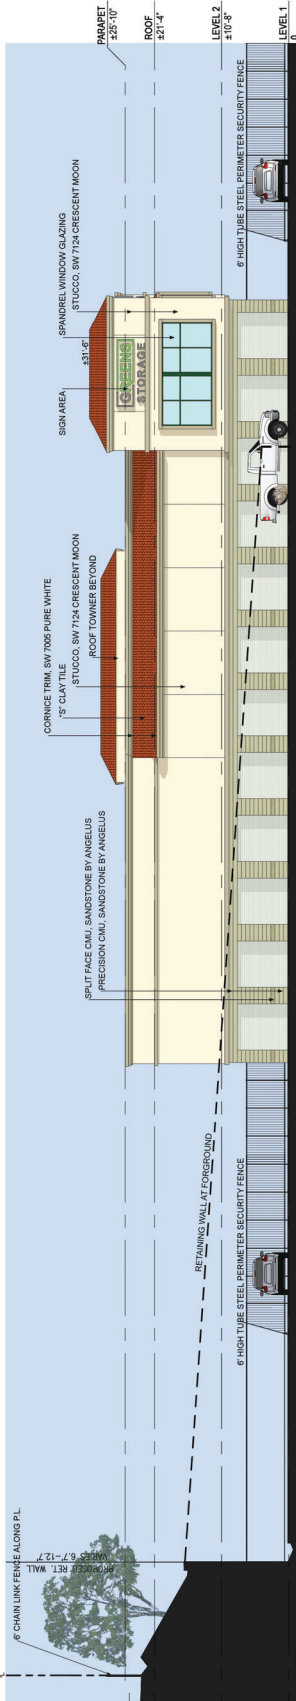 6' CHAIN LINK FENCE ALONG P.L.
PROPOSED RET. WALL
VARIES 6.7'-12.7'
RETAINING WALL AT FORGROUND
6' HIGH TUBE STEEL PERIMETER SECURITY FENCE
SPLIT FACE CMU, SANDSTONE BY ANGELUS
PRECISION CMU, SANDSTONE BY ANGELUS
CORNICE TRIM, SW 7005 PURE WHITE
"S" CLAY TILE
STUCCO, SW 7124 CRESCENT MOON
ROOF TOWNER BEYOND
SIGN AREA
±31'-6"
GREENS
STORAGE
SPANDREL WINDOW GLAZING
STUCCO, SW 7124 CRESCENT MOON
6' HIGH TUBE STEEL PERIMETER SECURITY FENCE
PARAPET
±25'-10"
ROOF
±21'-4"
LEVEL 2
±10'-8"
LEVEL 1
0